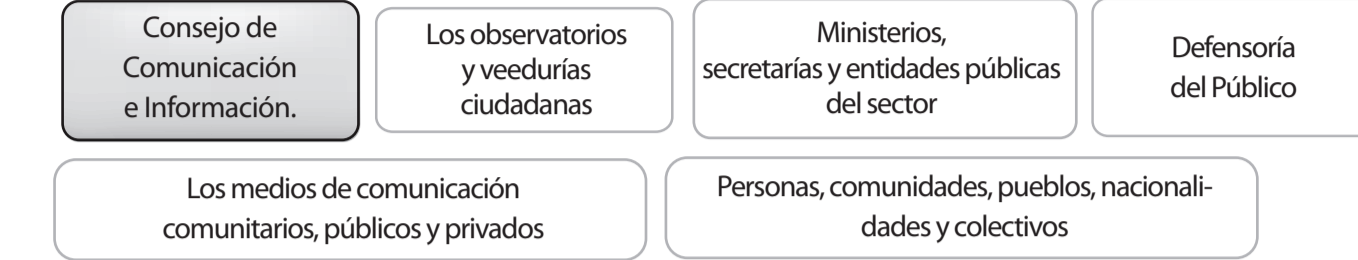 Consejo de
Comunicación
e Información.
Los observatorios
y veedurías
ciudadanas
Ministerios,
secretarías y entidades públicas
del sector
Defensoría
del Público
Los medios de comunicación
comunitarios, públicos y privados
Personas, comunidades, pueblos, nacionali-
dades y colectivos